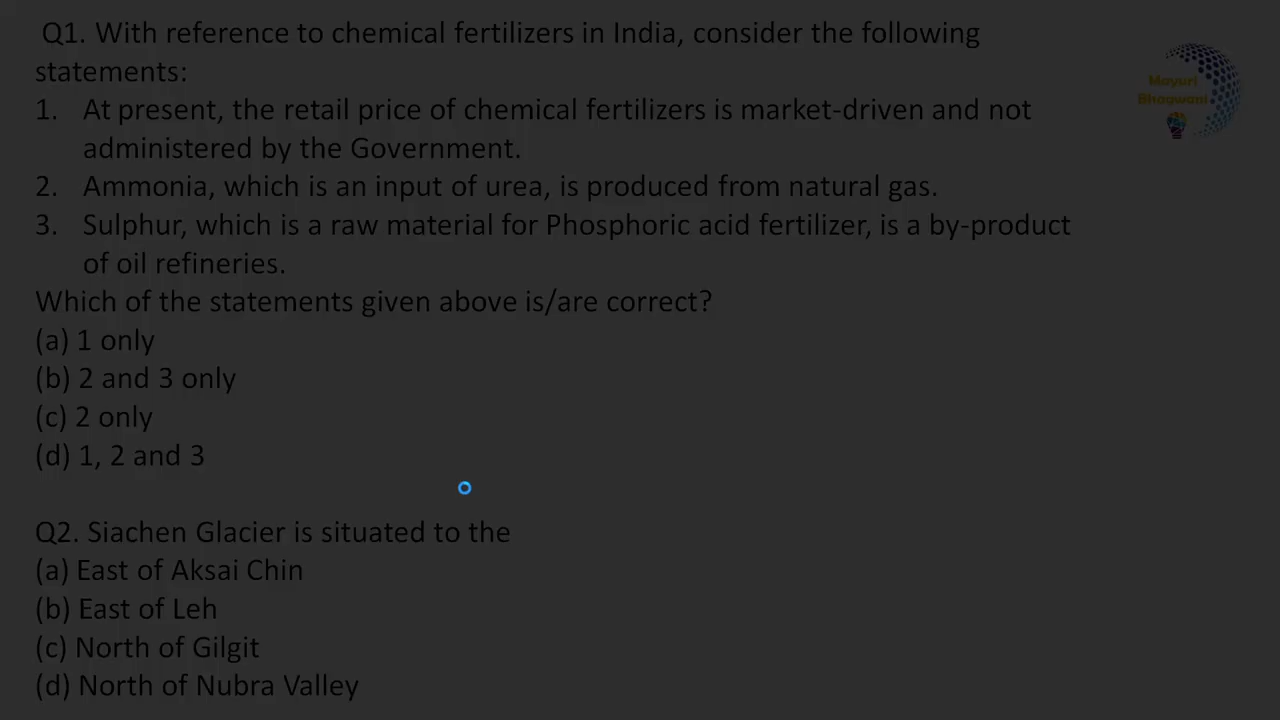 Q1. With reference to chemical fertilizers in India, consider the following
statements:
1. At present, the retail price of chemical fertilizers is market-driven and not
administered by the Government.
2. Ammonia, which is an input of urea, is produced from natural gas.
3. Sulphur, which is a raw material for Phosphoric acid fertilizer, is a by-product
of oil refineries.
Which of the statements given above is/are correct?
(a) 1 only
(b) 2 and 3 only
(c) 2 only
(d) 1, 2 and 3
Q2. Siachen Glacier is situated to the
(a) East of Aksai Chin
(b) East of Leh
(c) North of Gilgit
(d) North of Nubra Valley
Mayuri
Bhagwani